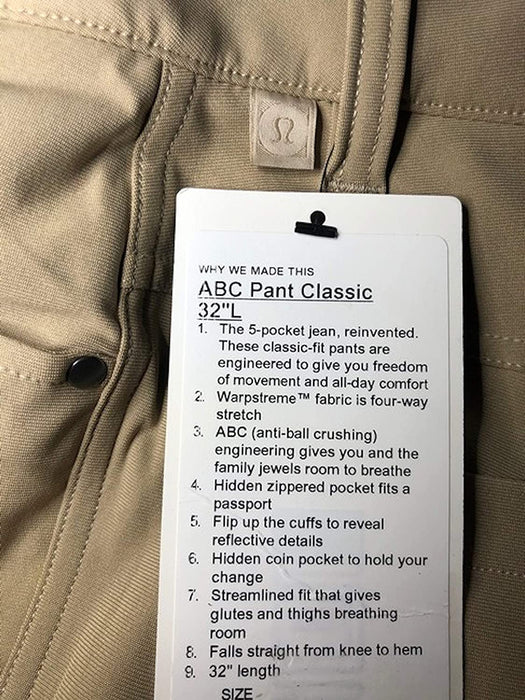 WHY WE MADE THIS
ABC Pant Classic
32"L
1. The 5-pocket jean, reinvented.
These classic-fit pants are
engineered to give you freedom
of movement and all-day comfort
2. Warpstreme™ fabric is four-way
stretch
3. ABC (anti-ball crushing)
engineering gives you and the
family jewels room to breathe
4. Hidden zippered pocket fits a
passport
5. Flip up the cuffs to reveal
reflective details
6. Hidden coin pocket to hold your
change
7. Streamlined fit that gives
glutes and thighs breathing
room
8. Falls straight from knee to hem
9. 32" length
SIZE